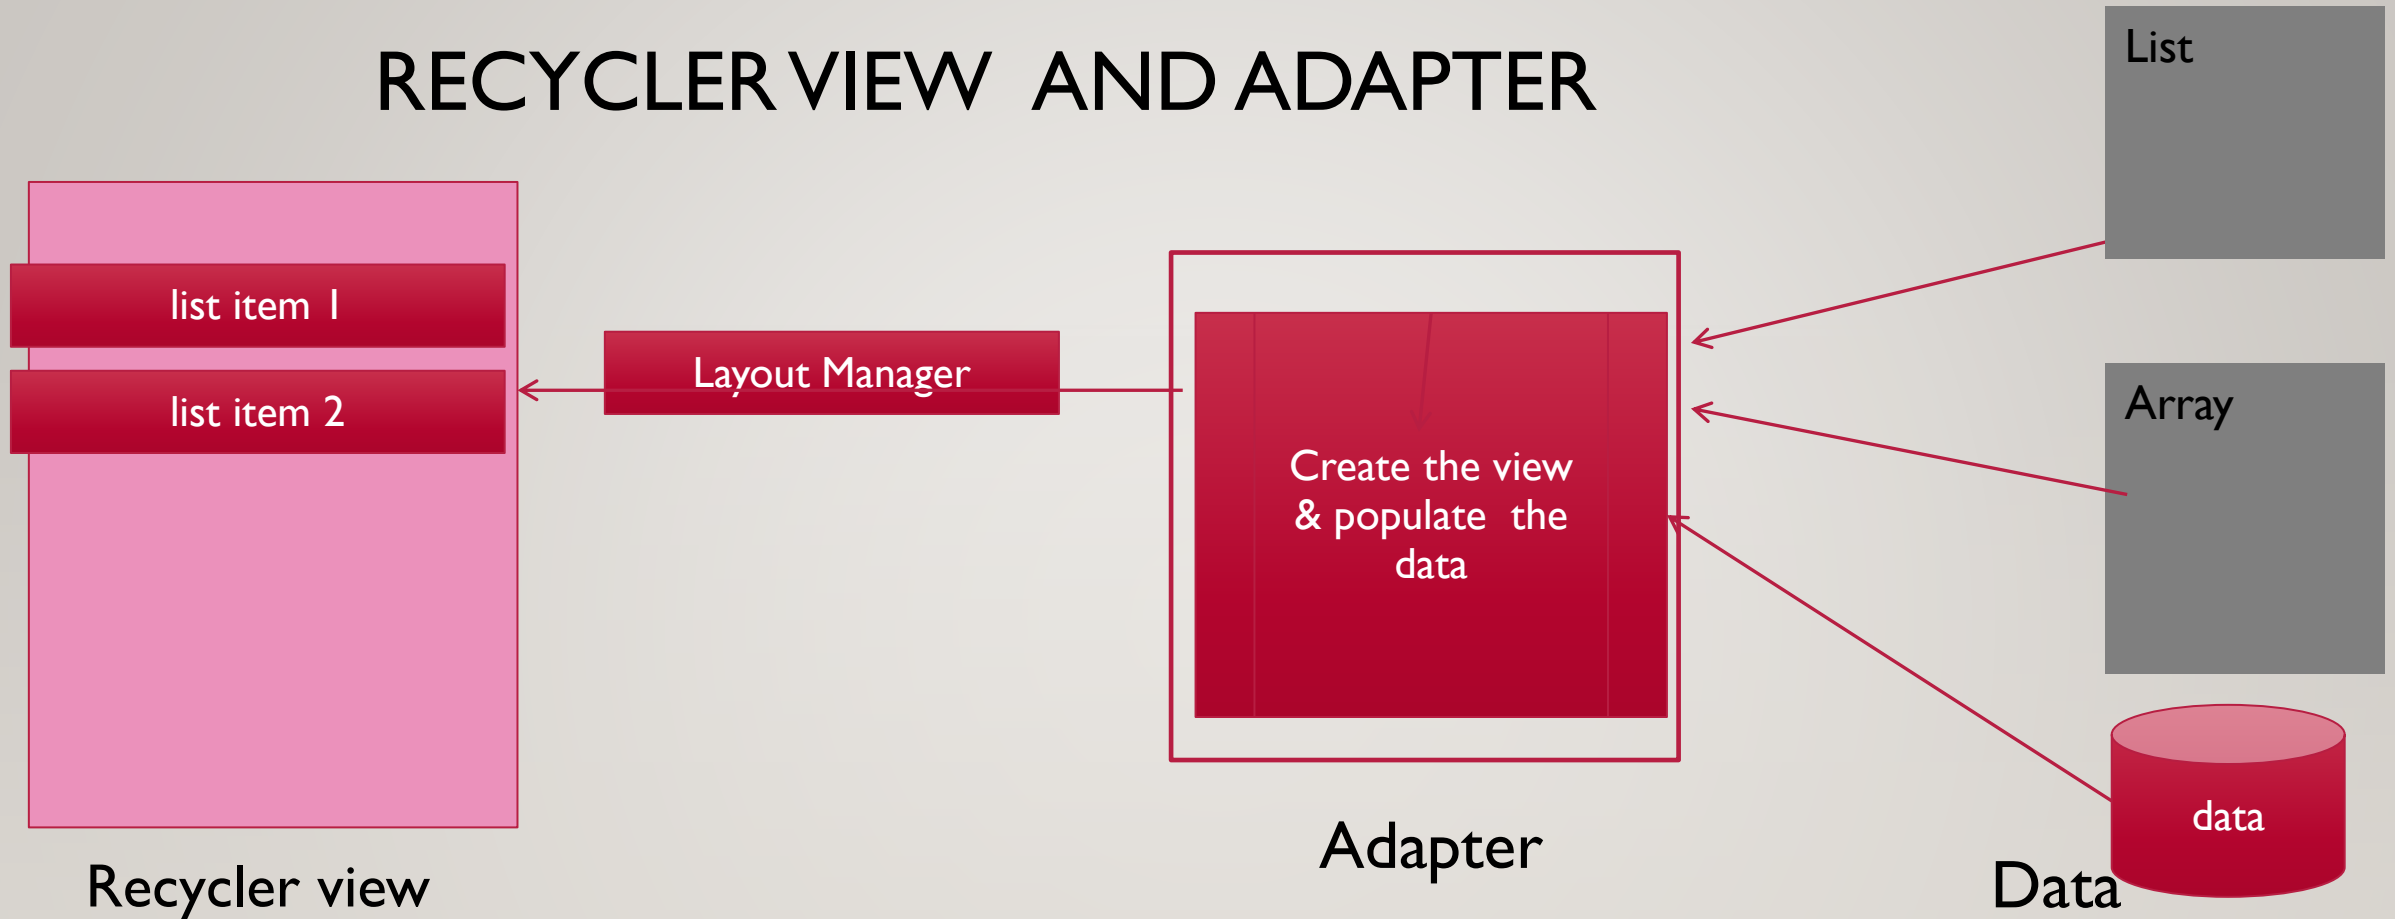 RECYCLER VIEW AND ADAPTER
List
list item 1
list item 2
Layout Manager
Array
Create the view
& populate the
data
data
Adapter
Recycler view
Data